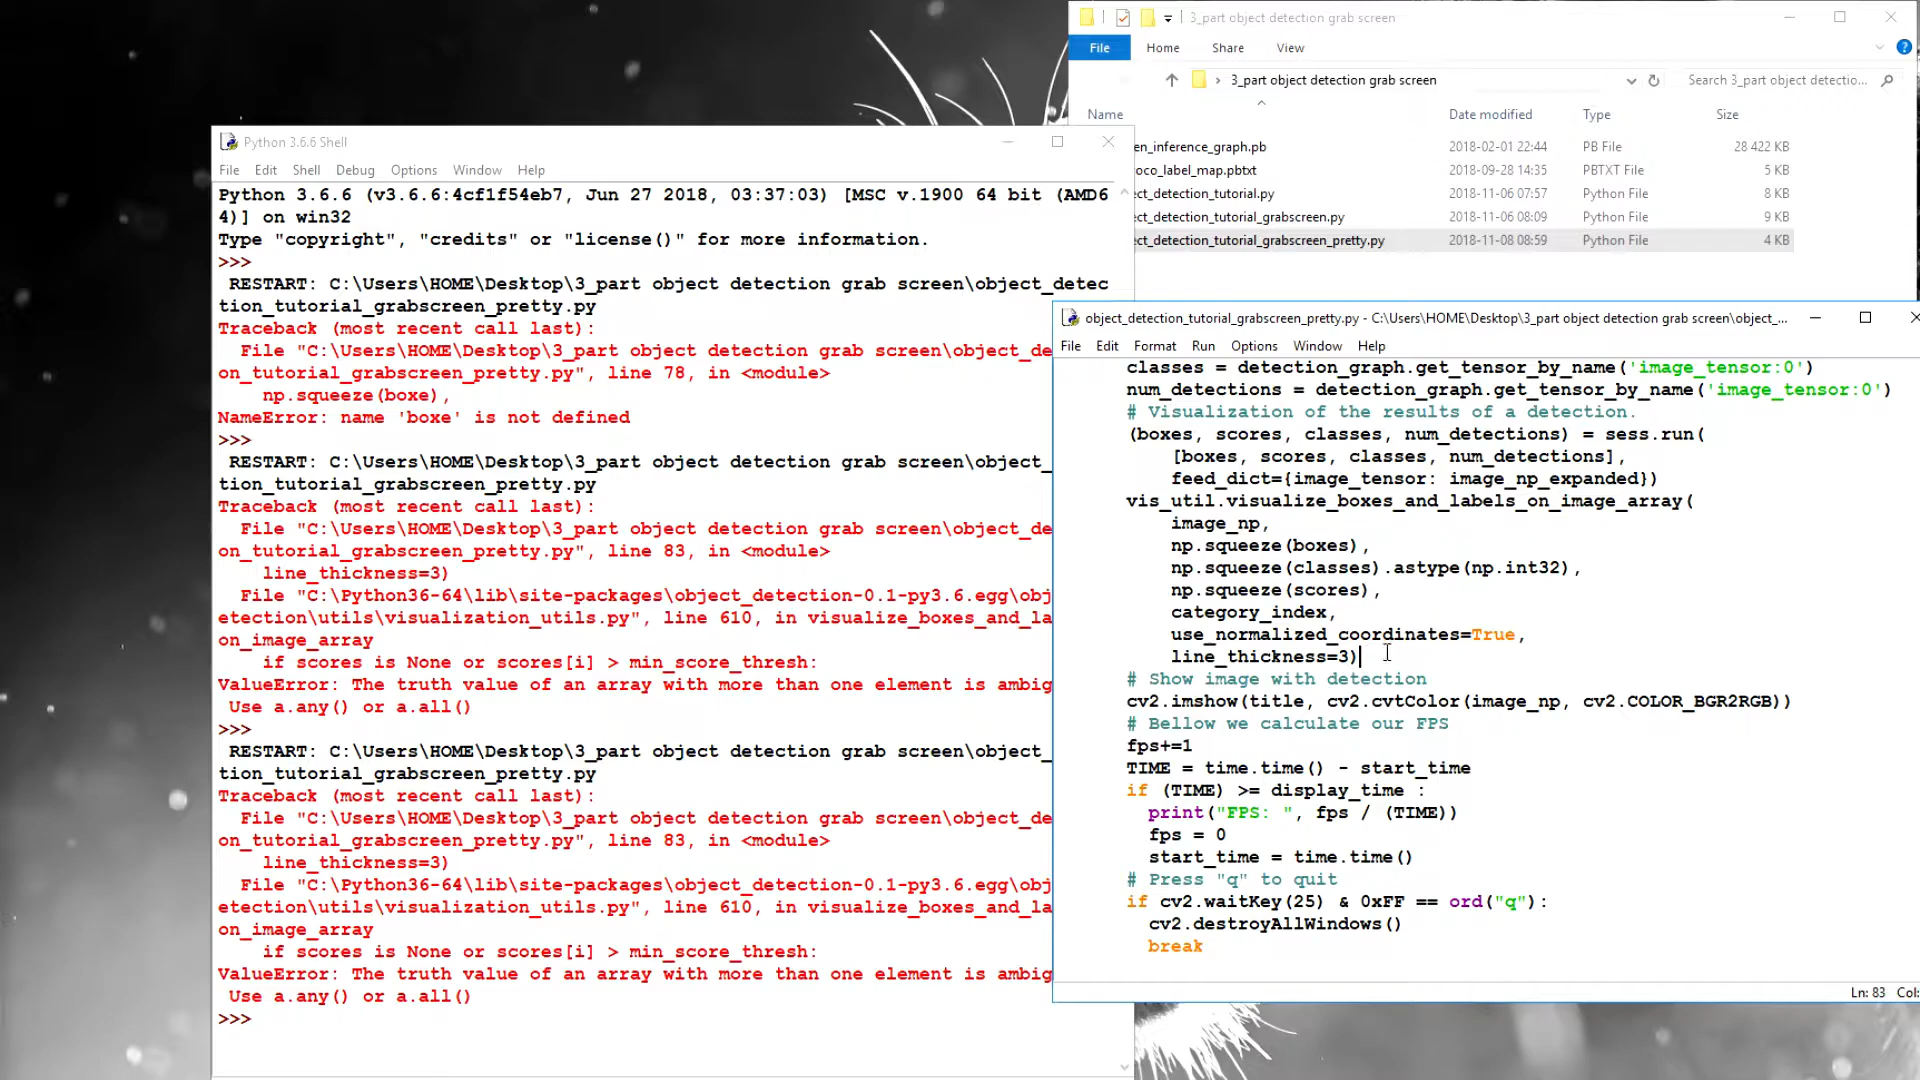 3_part object detection grab screen
File Home Share View
3_part object detection grab screen
Search 3_part object detectio...
Name Date modified Type Size
en_inference_graph.pb 2018-02-01 22:44 PB File 28 422 KB
oco_label_map.pbtxt 2018-09-28 14:35 PBTXT File 5 KB
ct_detection_tutorial.py 2018-11-06 07:57 Python File 8 KB
ct_detection_tutorial_grabscreen.py 2018-11-06 08:09 Python File 9 KB
ct_detection_tutorial_grabscreen_pretty.py 2018-11-08 08:59 Python File 4 KB
Python 3.6.6 Shell
File Edit Shell Debug Options Window Help
Python 3.6.6 (v3.6.6:4cf1f54eb7, Jun 27 2018, 03:37:03) [MSC v.1900 64 bit (AMD6
4)] on win32
Type "copyright", "credits" or "license()" for more information.
>>>
RESTART: C:\Users\HOME\Desktop\3_part object detection grab screen\object_detec
tion_tutorial_grabscreen_pretty.py
Traceback (most recent call last):
File "C:\Users\HOME\Desktop\3_part object detection grab screen\object_de
on_tutorial_grabscreen_pretty.py", line 78, in <module>
np.squeeze(boxe),
NameError: name 'boxe' is not defined
>>>
RESTART: C:\Users\HOME\Desktop\3_part object detection grab screen\object_
tion_tutorial_grabscreen_pretty.py
Traceback (most recent call last):
File "C:\Users\HOME\Desktop\3_part object detection grab screen\object_de
on_tutorial_grabscreen_pretty.py", line 83, in <module>
line_thickness=3)
File "C:\Python36-64\lib\site-packages\object_detection-0.1-py3.6.egg\obj
etection\utils\visualization_utils.py", line 610, in visualize_boxes_and_la
on_image_array
if scores is None or scores[i] > min_score_thresh:
ValueError: The truth value of an array with more than one element is ambig
Use a.any() or a.all()
>>>
RESTART: C:\Users\HOME\Desktop\3_part object detection grab screen\object_
tion_tutorial_grabscreen_pretty.py
Traceback (most recent call last):
File "C:\Users\HOME\Desktop\3_part object detection grab screen\object_de
on_tutorial_grabscreen_pretty.py", line 83, in <module>
line_thickness=3)
File "C:\Python36-64\lib\site-packages\object_detection-0.1-py3.6.egg\obj
etection\utils\visualization_utils.py", line 610, in visualize_boxes_and_la
on_image_array
if scores is None or scores[i] > min_score_thresh:
ValueError: The truth value of an array with more than one element is ambig
Use a.any() or a.all()
>>>
object_detection_tutorial_grabscreen_pretty.py - C:\Users\HOME\Desktop\3_part object detection grab screen\object_...
File Edit Format Run Options Window Help
classes = detection_graph.get_tensor_by_name('image_tensor:0')
num_detections = detection_graph.get_tensor_by_name('image_tensor:0')
# Visualization of the results of a detection.
(boxes, scores, classes, num_detections) = sess.run(
[boxes, scores, classes, num_detections],
feed_dict={image_tensor: image_np_expanded})
vis_util.visualize_boxes_and_labels_on_image_array(
image_np,
np.squeeze(boxes),
np.squeeze(classes).astype(np.int32),
np.squeeze(scores),
category_index,
use_normalized_coordinates=True,
line_thickness=3)
# Show image with detection
cv2.imshow(title, cv2.cvtColor(image_np, cv2.COLOR_BGR2RGB))
# Bellow we calculate our FPS
fps+=1
TIME = time.time() - start_time
if (TIME) >= display_time :
print("FPS: ", fps / (TIME))
fps = 0
start_time = time.time()
# Press "q" to quit
if cv2.waitKey(25) & 0xFF == ord("q"):
cv2.destroyAllWindows()
break
Ln: 83 Col: